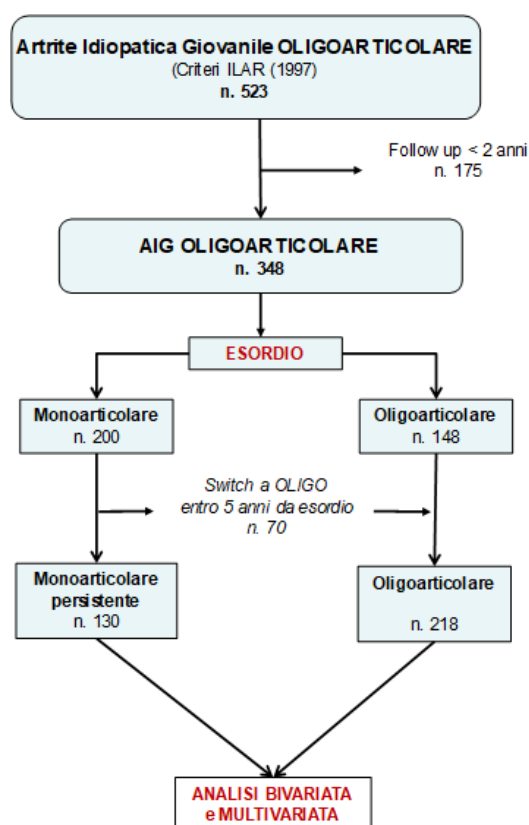 Artrite Idiopatica Giovanile OLIGOARTICOLARE
(Criteri ILAR (1997)
n. 523
Follow up < 2 anni
n. 175
AIG OLIGOARTICOLARE
n. 348
ESORDIO
Monoarticolare
n. 200
Oligoarticolare
n. 148
Switch a OLIGO
entro 5 anni da esordio
n. 70
Monoarticolare
persistente
n. 130
Oligoarticolare
n. 218
ANALISI BIVARIATA
e MULTIVARIATA